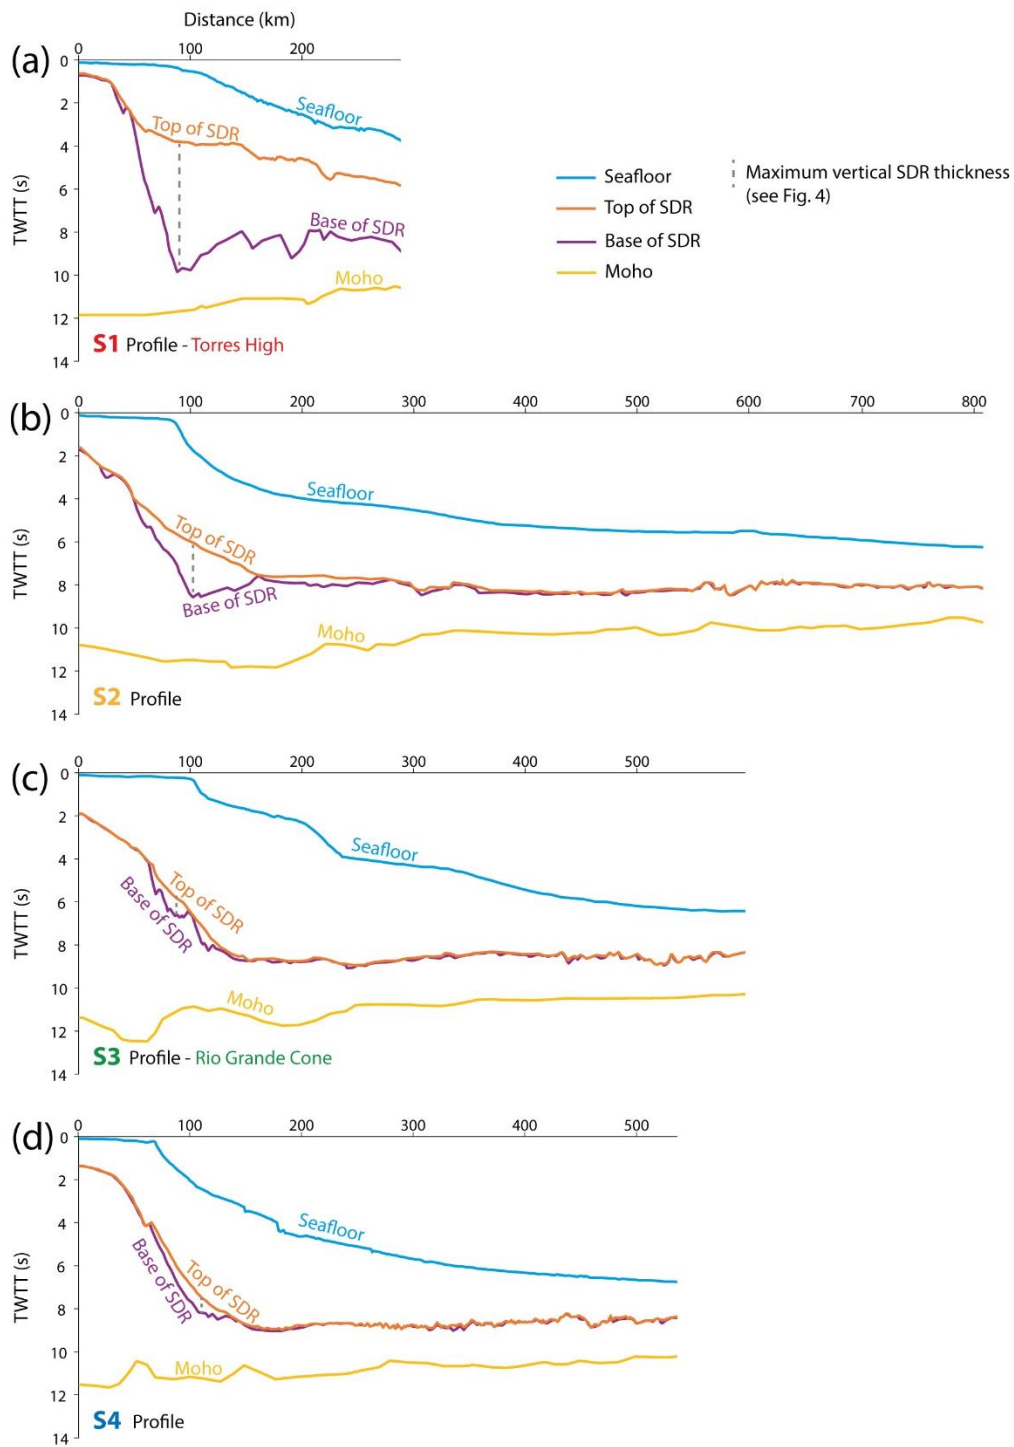 Distance (km)
(a)
0 100 200
0
2
4
6
8
10
12
14
TWTT (s)
Seafloor
Top of SDR
Base of SDR
Moho
S1 Profile - Torres High
Seafloor
Top of SDR
Base of SDR
Moho
Maximum vertical SDR thickness
(see Fig. 4)
(b)
0 100 200 300 400 500 600 700 800
0
2
4
6
8
10
12
14
TWTT (s)
Seafloor
Top of SDR
Base of SDR
Moho
S2 Profile
(c)
0 100 200 300 400 500
0
2
4
6
8
10
12
14
TWTT (s)
Seafloor
Top of SDR
Base of SDR
Moho
S3 Profile - Rio Grande Cone
(d)
0 100 200 300 400 500
0
2
4
6
8
10
12
14
TWTT (s)
Seafloor
Top of SDR
Base of SDR
Moho
S4 Profile